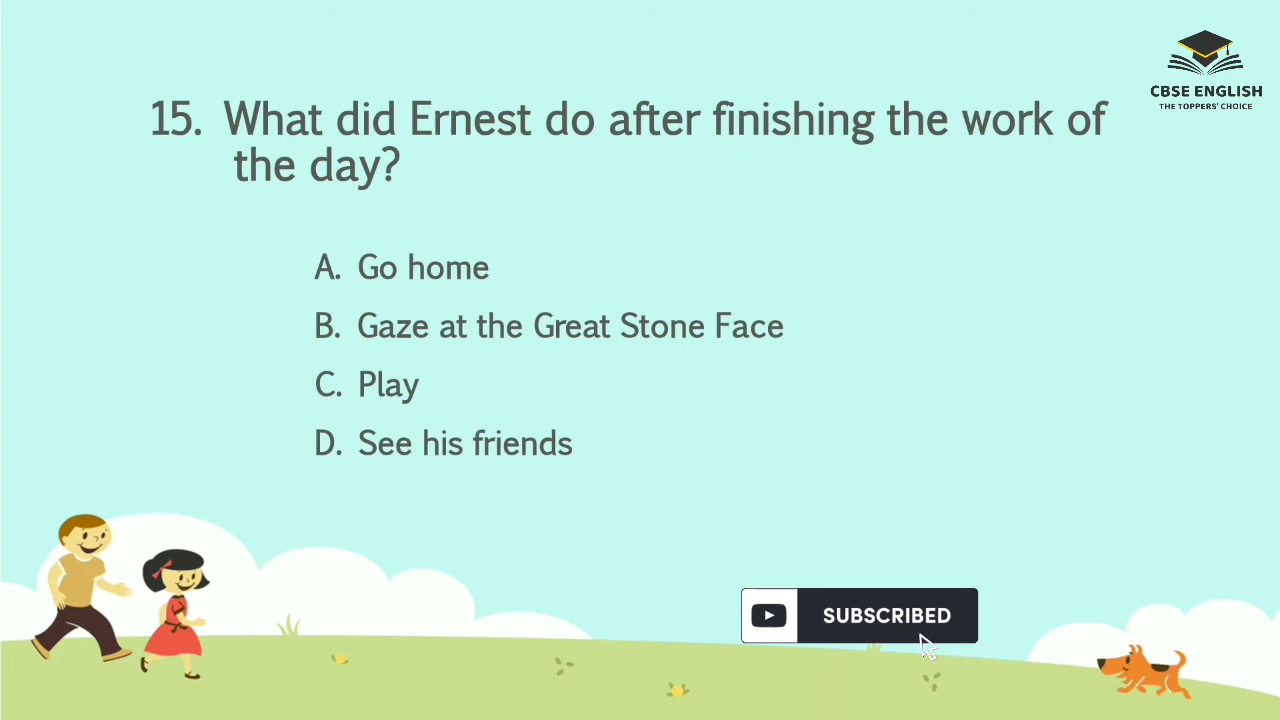 CBSE ENGLISH
THE TOPPERS' CHOICE
15. What did Ernest do after finishing the work of
the day?
A. Go home
B. Gaze at the Great Stone Face
C. Play
D. See his friends
SUBSCRIBED